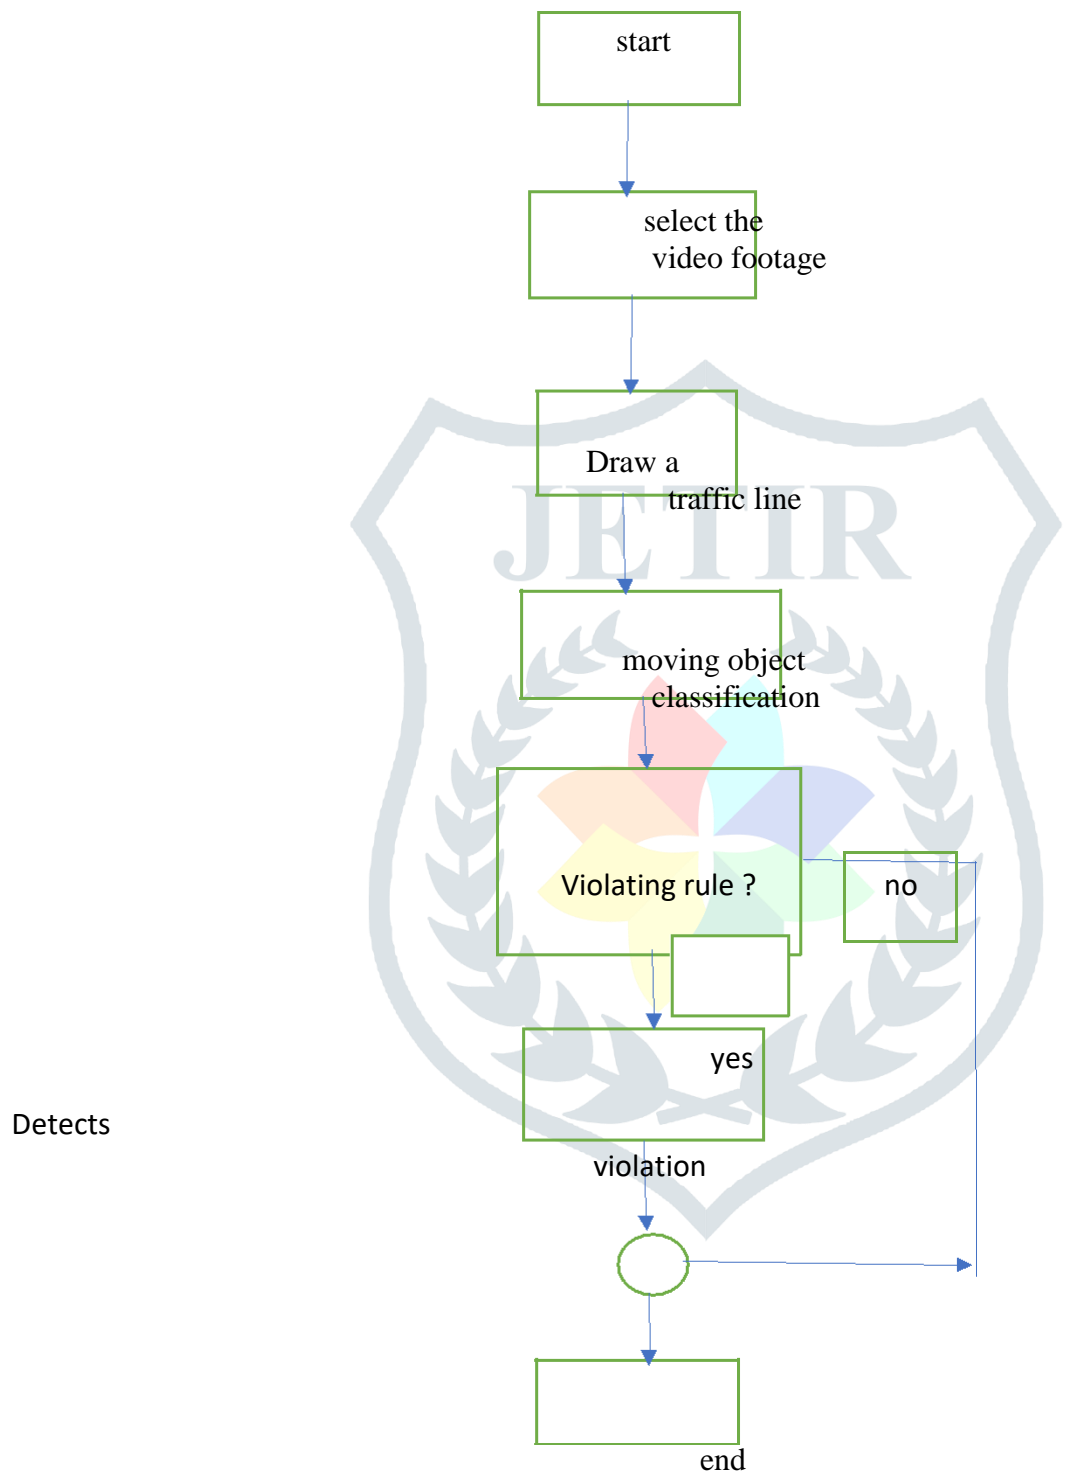 start
select the
video footage
Draw a
traffic line
JETIR
moving object
classification
Violating rule ?
no
yes
Detects
violation
end